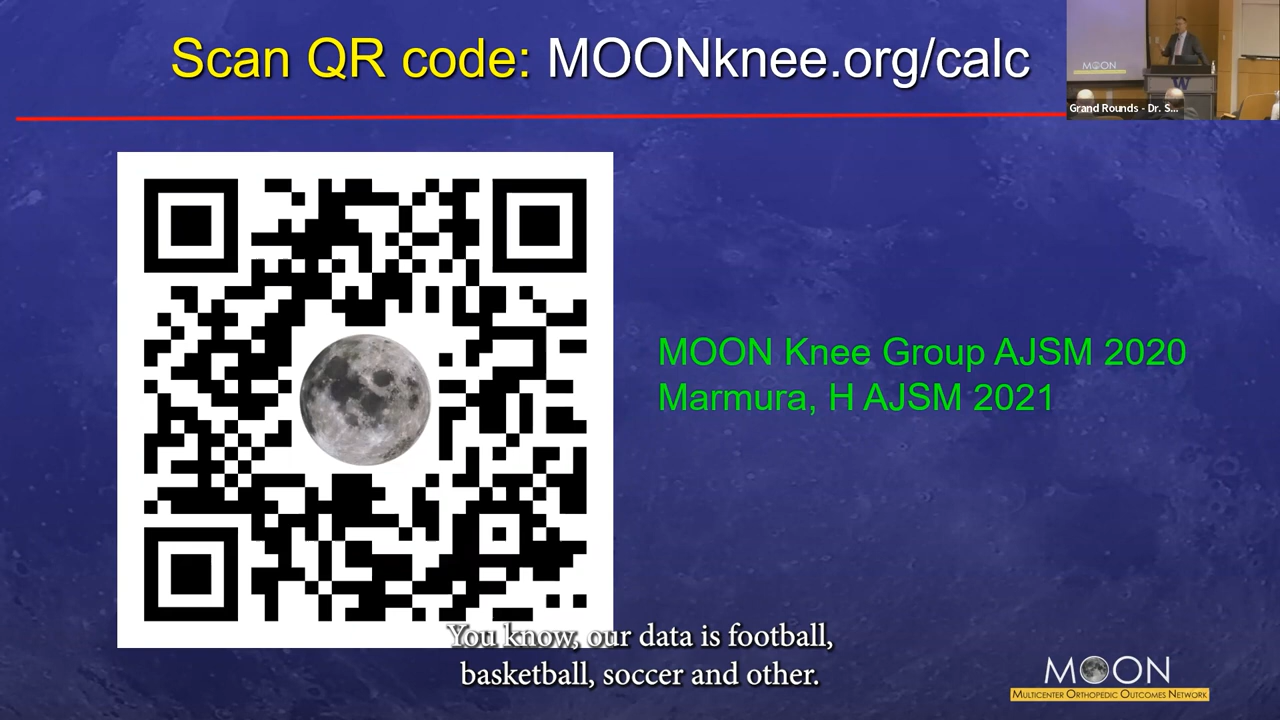 Scan QR code: MOONknee.org/calc
MOON
W
Grand Rounds - Dr. S...
MOON Knee Group AJSM 2020
Marmura, H AJSM 2021
You know, our data is football,
basketball, soccer and other.
MOON
MULTICENTER ORTHOPEDIC OUTCOMES NETWORK